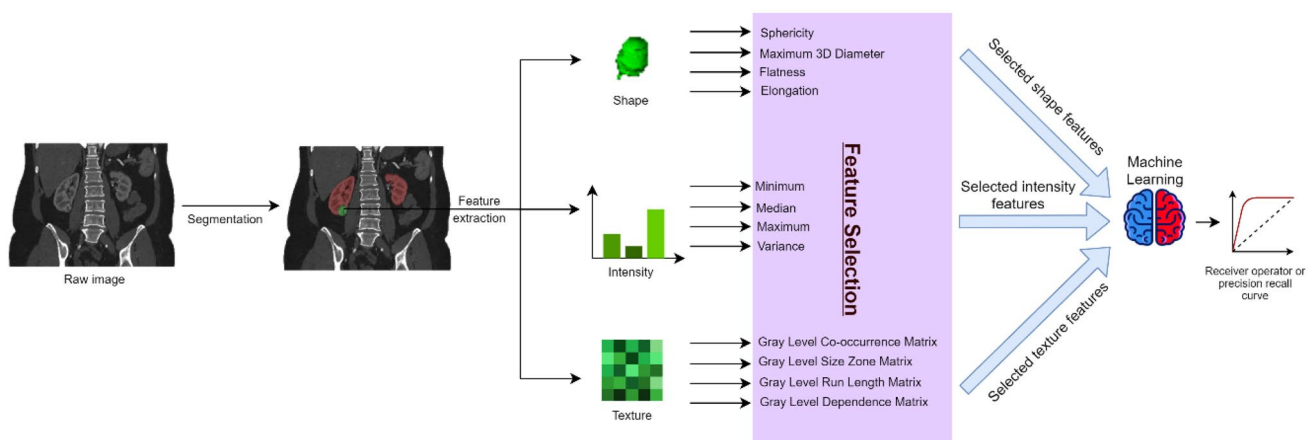 Raw image
Segmentation
Feature
extraction
Shape
Intensity
Texture
Sphericity
Maximum 3D Diameter
Flatness
Elongation
Minimum
Median
Maximum
Variance
Gray Level Co-occurrence Matrix
Gray Level Size Zone Matrix
Gray Level Run Length Matrix
Gray Level Dependence Matrix
Feature Selection
Selected shape features
Selected intensity
features
Selected texture features
Machine
Learning
Receiver operator or
precision recall
curve